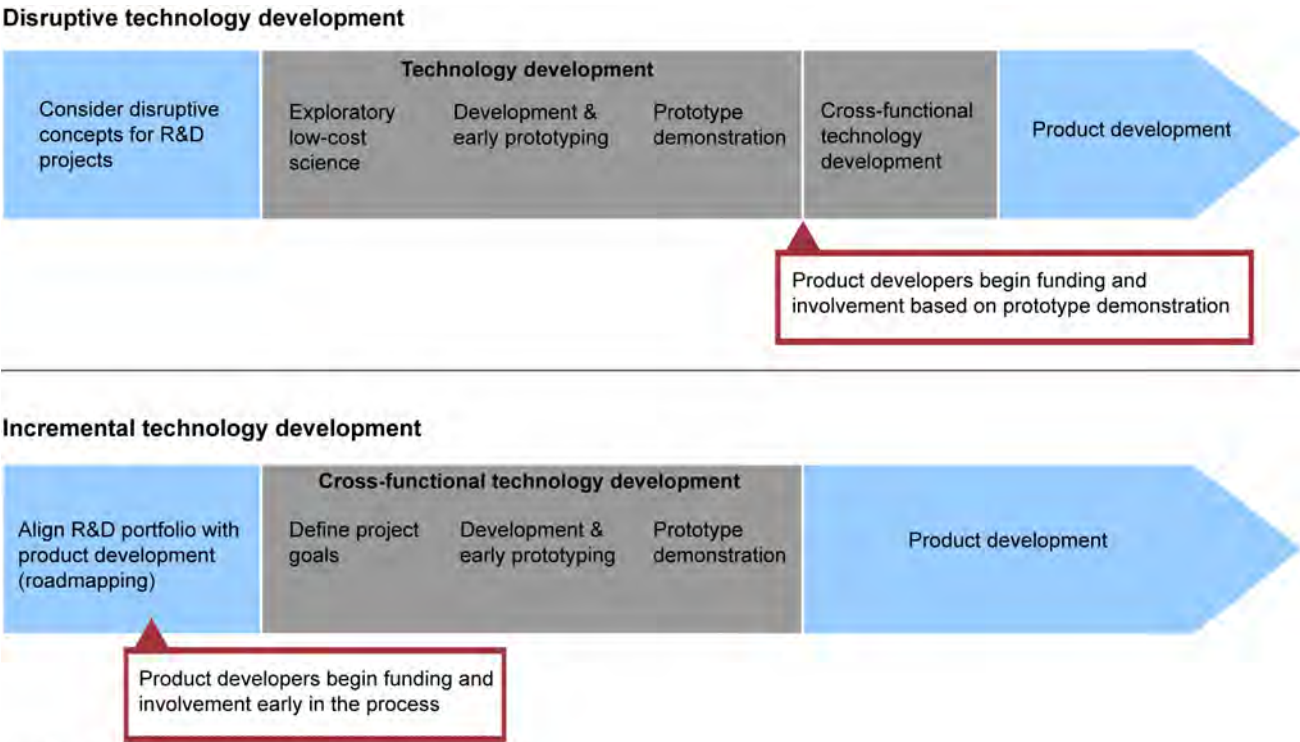 Disruptive technology development
Technology development
Consider disruptive
concepts for R&D
projects
Exploratory
low-cost
science
Development &
early prototyping
Prototype
demonstration
Cross-functional
technology
development
Product development
Product developers begin funding and
involvement based on prototype demonstration
Incremental technology development
Cross-functional technology development
Align R&D portfolio with
product development
(roadmapping)
Define project
goals
Development &
early prototyping
Prototype
demonstration
Product development
Product developers begin funding and
involvement early in the process